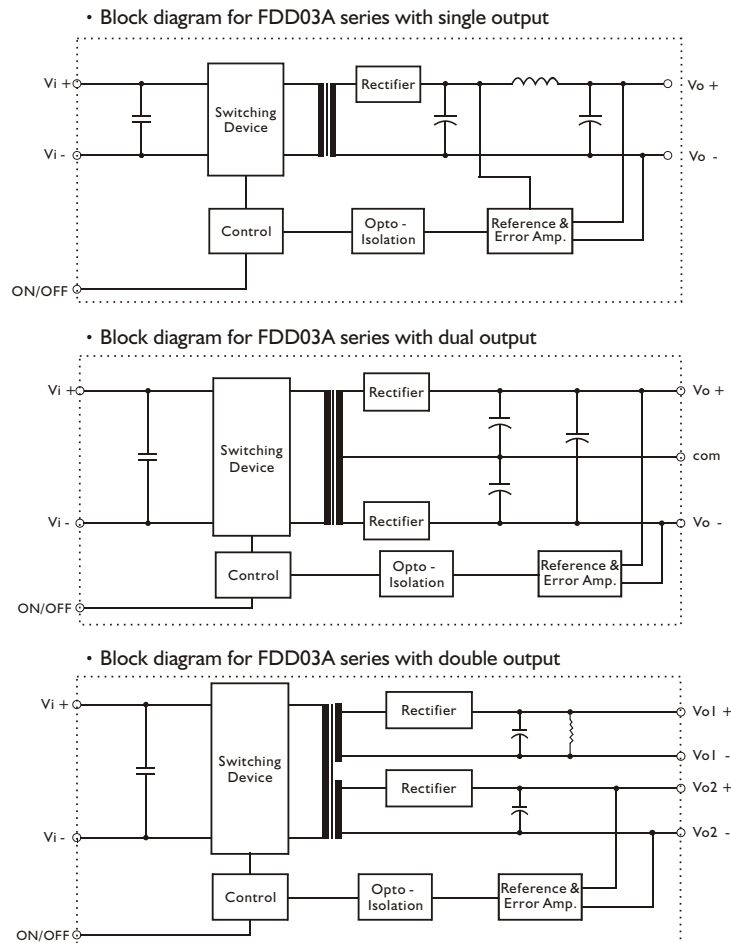 • Block diagram for FDD03A series with single output
Vi +
Rectifier
Vo +
Switching
Device
Vi -
Vo -
Control
Opto -
Isolation
Reference &
Error Amp.
ON/OFF
• Block diagram for FDD03A series with dual output
Vi +
Rectifier
Vo +
Switching
Device
com
Vi -
Rectifier
Vo -
Control
Opto -
Isolation
Reference &
Error Amp.
ON/OFF
• Block diagram for FDD03A series with double output
Vi +
Rectifier
Vo1 +
Switching
Device
Vo1 -
Rectifier
Vo2 +
Vi -
Vo2 -
Control
Opto -
Isolation
Reference &
Error Amp.
ON/OFF